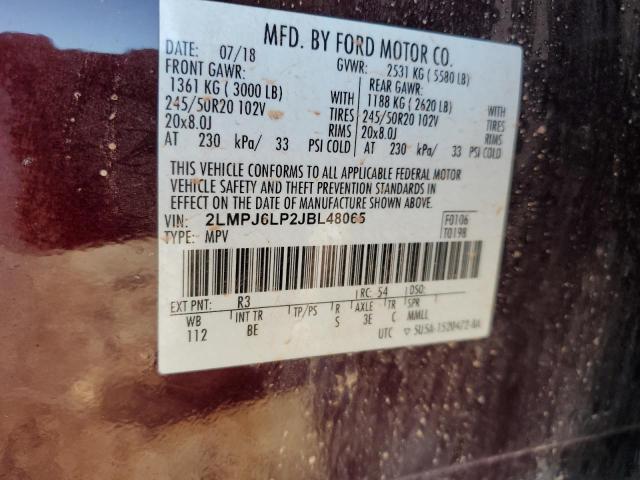 MFD. BY FORD MOTOR CO.
DATE: 07/18 GVWR: 2531 KG ( 5580 LB)
FRONT GAWR: REAR GAWR:
1361 KG ( 3000 LB) WITH 1188 KG ( 2620 LB) WITH
245/50R20 102V TIRES 245/50R20 102V TIRES
20x8.0J RIMS 20x8.0J RIMS
AT 230 kPa/ 33 PSI COLD AT 230 kPa/ 33 PSI COLD
THIS VEHICLE CONFORMS TO ALL APPLICABLE FEDERAL MOTOR
VEHICLE SAFETY AND THEFT PREVENTION STANDARDS IN
EFFECT ON THE DATE OF MANUFACTURE SHOWN ABOVE.
VIN: 2LMPJ6LP2JBL48065 F0106
TYPE: MPV T0198
EXT PNT: R3 RC: 54 DSO:
WB INT TR TP/PS R AXLE TR SPR
112 BE S 3E C MMLL
UTC ▽ 5U5A-1520472-AA